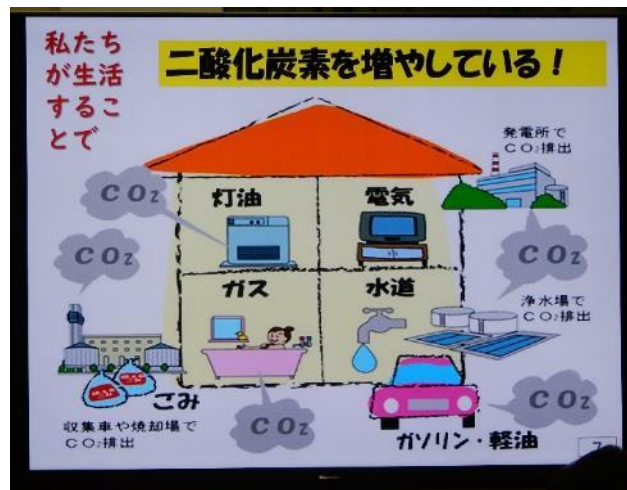 私たち
が生活
するこ
とで
二酸化炭素を増やしている！
発電所で
CO₂排出
CO₂
灯油
電気
CO₂
CO₂
ガス
水道
浄水場で
CO₂排出
ごみ
収集車や焼却場で
CO₂排出
CO₂
CO₂
ガソリン・軽油
7